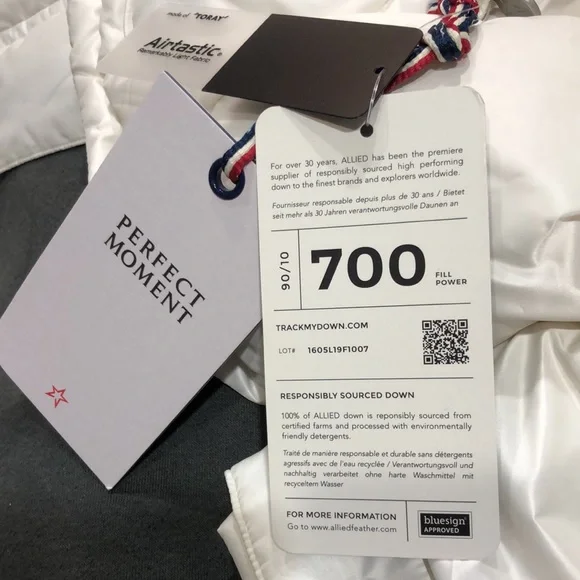 made of "TORAY"
Airtastic®
Remarkably Light Fabric
PERFECT
MOMENT
For over 30 years, ALLIED has been the premiere
supplier of responsibly sourced high performing
down to the finest brands and explorers worldwide.
Fournisseur responsable depuis plus de 30 ans / Bietet
seit mehr als 30 Jahren verantwortungsvolle Daunen an
90/10
700
FILL
POWER
TRACKMYDOWN.COM
LOT# 1605L19F1007
RESPONSIBLY SOURCED DOWN
100% of ALLIED down is reponsibly sourced from
certified farms and processed with environmentally
friendly detergents.
Traité de manière responsable et durable sans détergents
agressifs avec de l'eau recyclée / Verantwortungsvoll und
nachhaltig verarbeitet ohne harte Waschmittel mit
recyceltem Wasser
FOR MORE INFORMATION
Go to www.alliedfeather.com
bluesign®
APPROVED